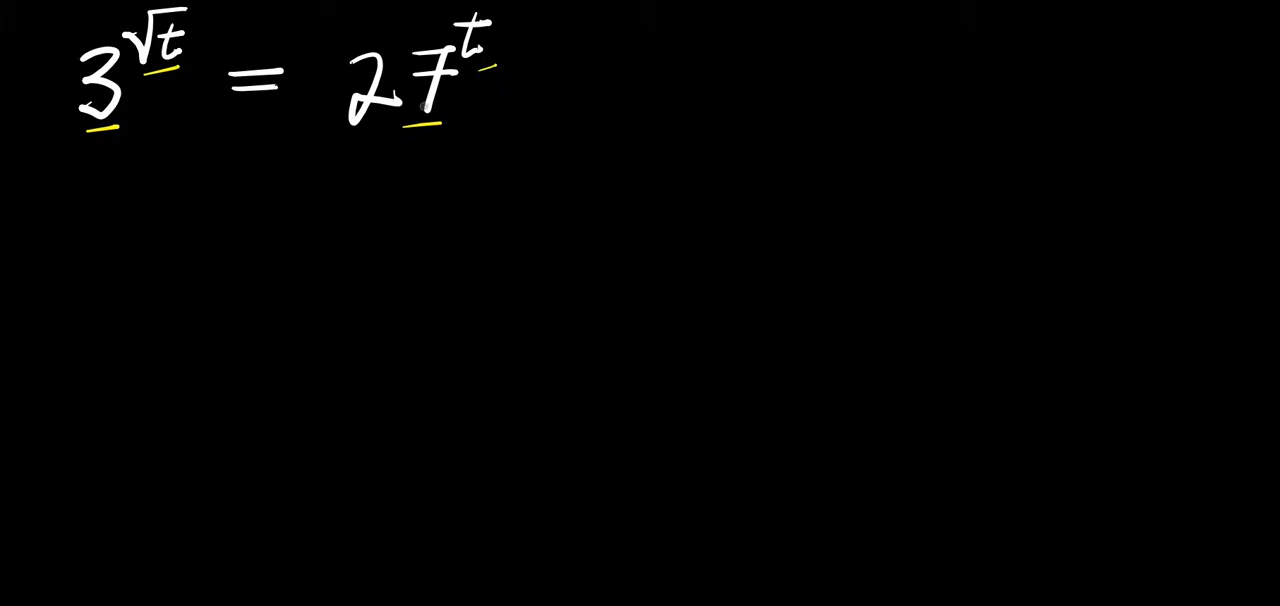 3^√t = 27^t